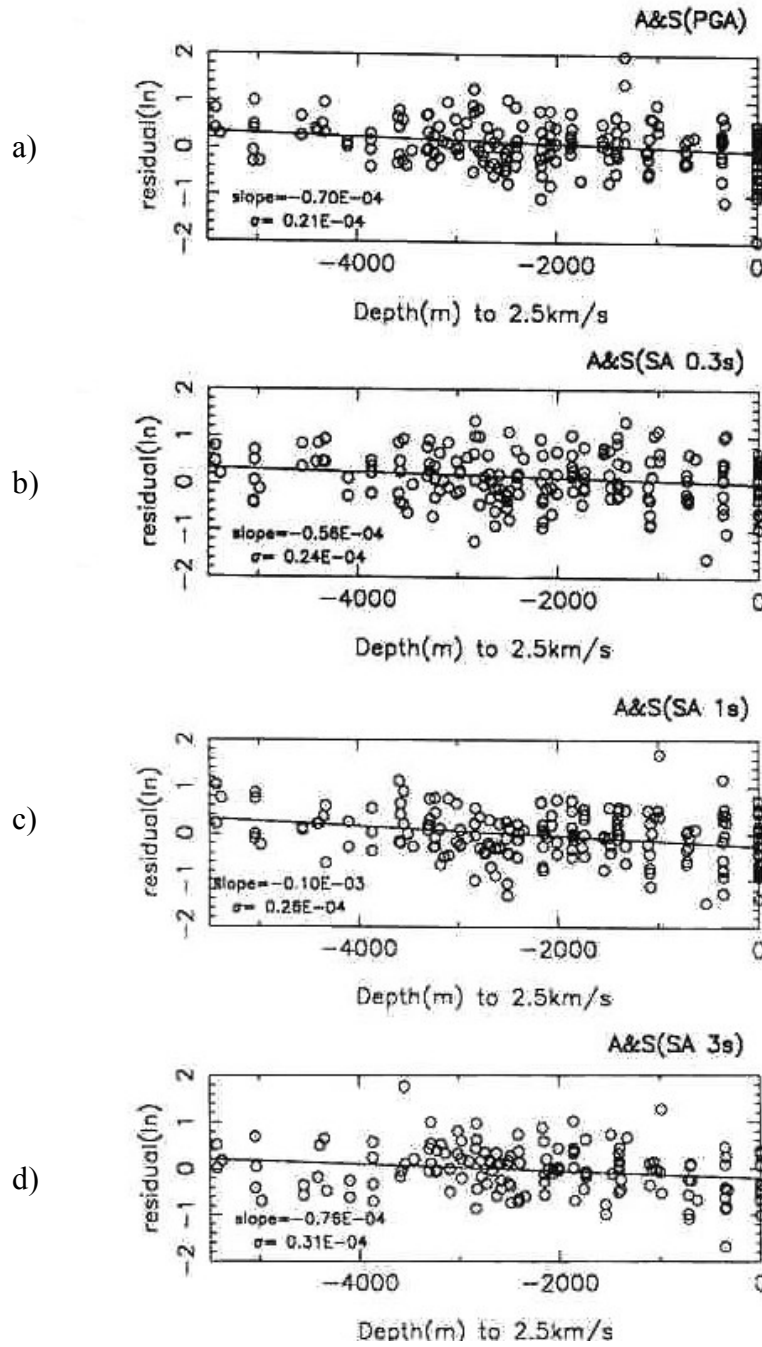 A&S(PGA)
a)
residual(ln)
2
1
0
-1
-2
slope=-0.70E-04
σ= 0.21E-04
-4000 -2000 0
Depth(m) to 2.5km/s
A&S(SA 0.3s)
b)
residual(ln)
2
1
0
-1
-2
slope=-0.56E-04
σ= 0.24E-04
-4000 -2000 0
Depth(m) to 2.5km/s
A&S(SA 1s)
c)
residual(ln)
2
1
0
-1
-2
slope=-0.10E-03
σ= 0.26E-04
-4000 -2000 0
Depth(m) to 2.5km/s
A&S(SA 3s)
d)
residual(ln)
2
1
0
-1
-2
slope=-0.76E-04
σ= 0.31E-04
-4000 -2000 0
Depth(m) to 2.5km/s